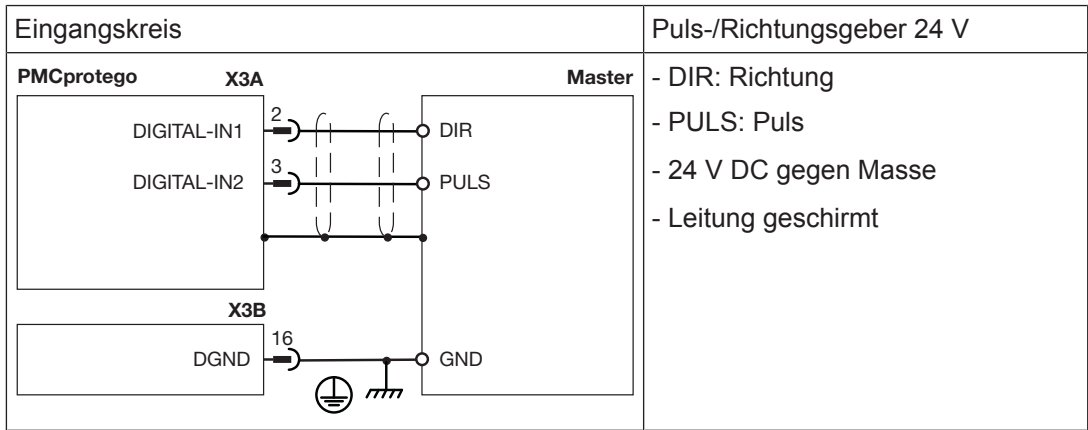 Eingangskreis
Puls-/Richtungsgeber 24 V
PMCprotego X3A Master
2
DIGITAL-IN1 DIR
3
DIGITAL-IN2 PULS
X3B
16
DGND GND
- DIR: Richtung
- PULS: Puls
- 24 V DC gegen Masse
- Leitung geschirmt